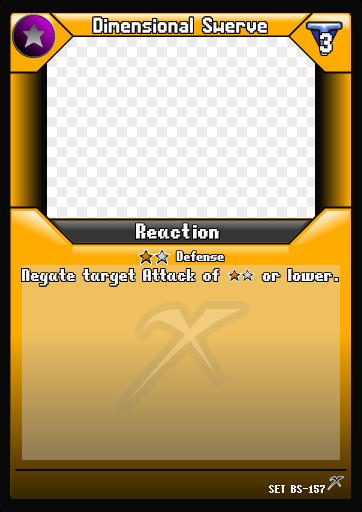 Dimensional Swerve
3
Reaction
Defense
Negate target Attack of or lower.
SET BS-157